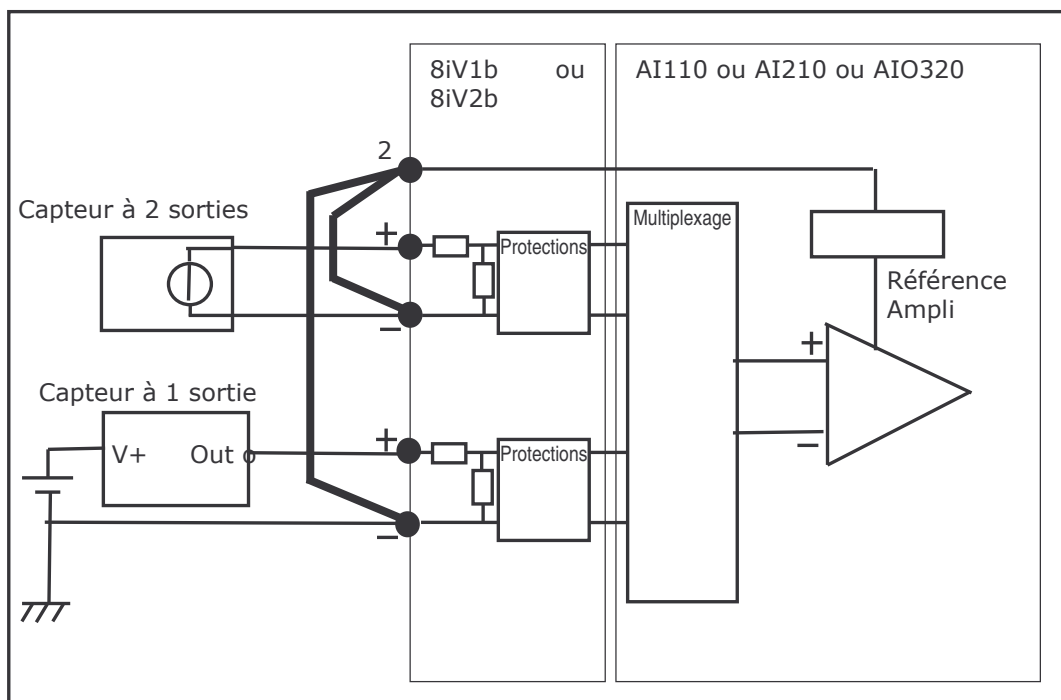 8iV1b ou
8iV2b
AI110 ou AI210 ou AIO320
2
Capteur à 2 sorties
+
−
Protections
Multiplexage
Référence
Ampli
+
−
Capteur à 1 sortie
V+ Out o
+
−
Protections